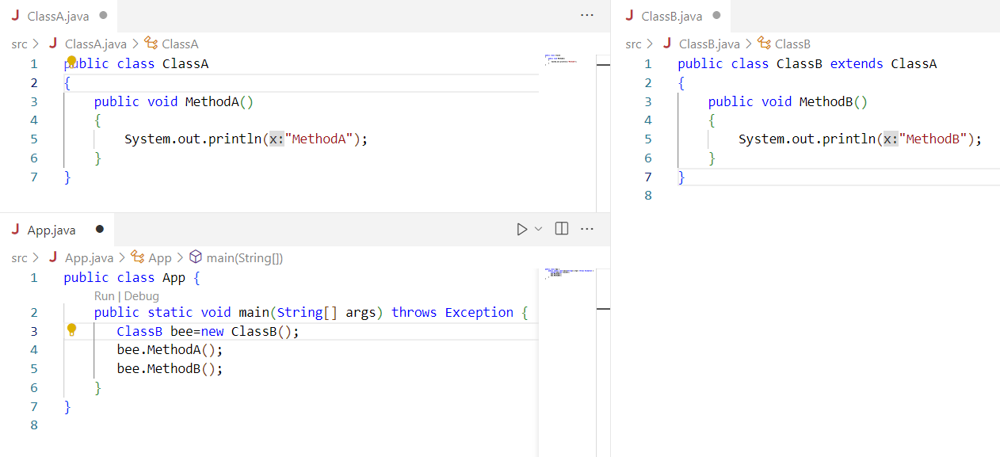 J ClassA.java ● ···
src > J ClassA.java > ClassA
1 public class ClassA
2 {
3     public void MethodA()
4     {
5         System.out.println(x:"MethodA");
6     }
7 }
J App.java ● ···
src > J App.java > App > main(String[])
1 public class App {
Run | Debug
2     public static void main(String[] args) throws Exception {
3        ClassB bee=new ClassB();
4        bee.MethodA();
5        bee.MethodB();
6     }
7 }
8
J ClassB.java ●
src > J ClassB.java > ClassB
1 public class ClassB extends ClassA
2 {
3     public void MethodB()
4     {
5         System.out.println(x:"MethodB");
6     }
7 }
8